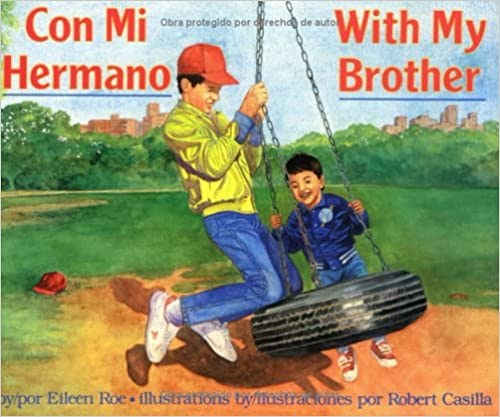 Obra protegido por derechos de autor
Con Mi
Hermano
With My
Brother
by/por Eileen Roe • illustrations by/ilustraciones por Robert Casilla